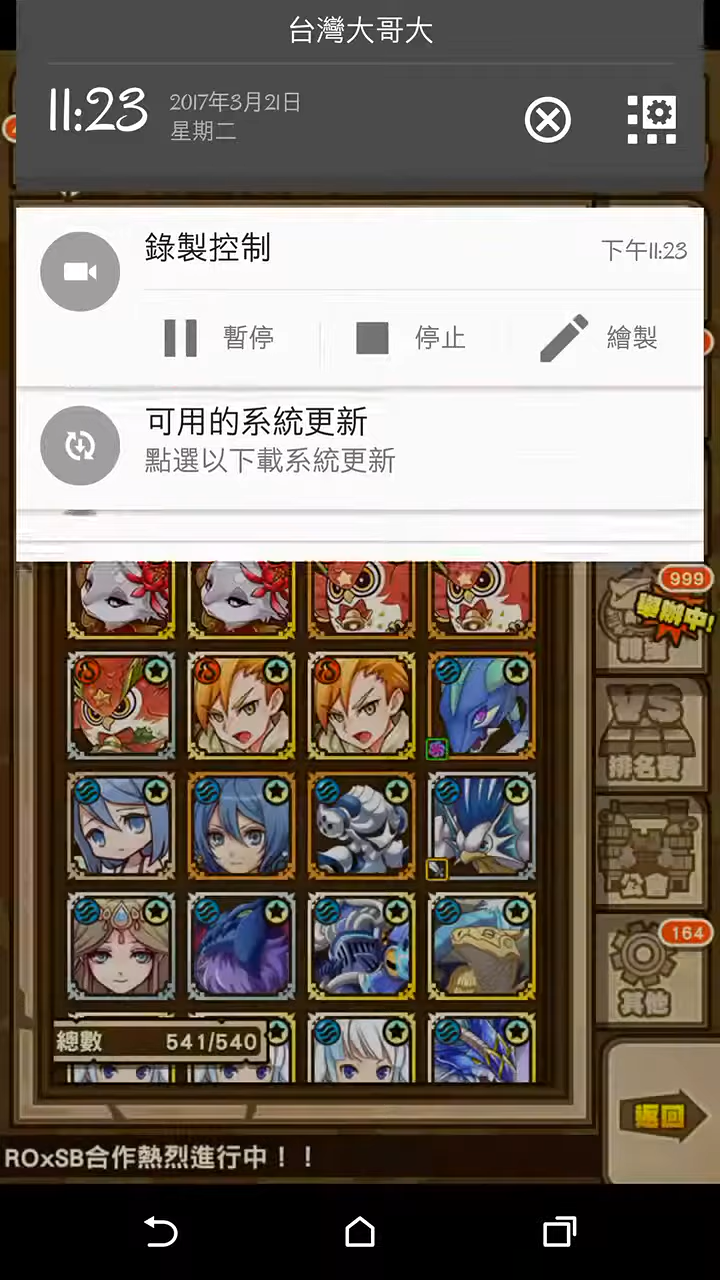 台灣大哥大
11:23
2017年3月21日
星期二
錄製控制
下午11:23
暫停
停止
繪製
可用的系統更新
點選以下載系統更新
999
舉辦中!
VS
排名賽
公會
164
其他
總數 541/540
返回
ROxSB合作熱烈進行中！！